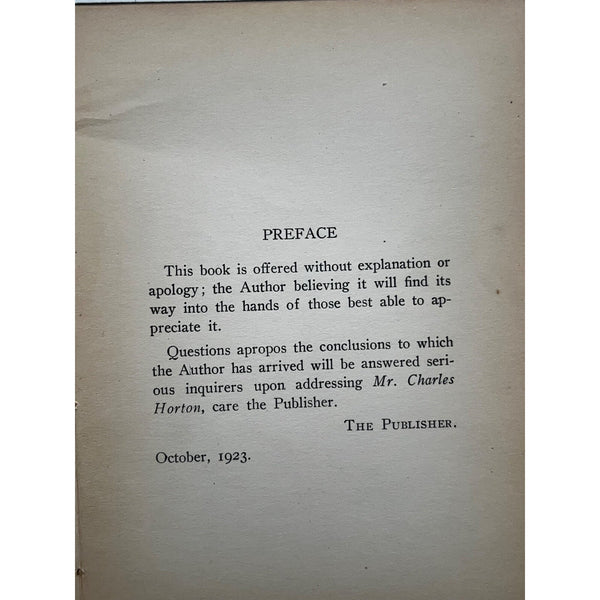 PREFACE
This book is offered without explanation or
apology; the Author believing it will find its
way into the hands of those best able to ap-
preciate it.
Questions apropos the conclusions to which
the Author has arrived will be answered seri-
ous inquirers upon addressing Mr. Charles
Horton, care the Publisher.
THE PUBLISHER.
October, 1923.